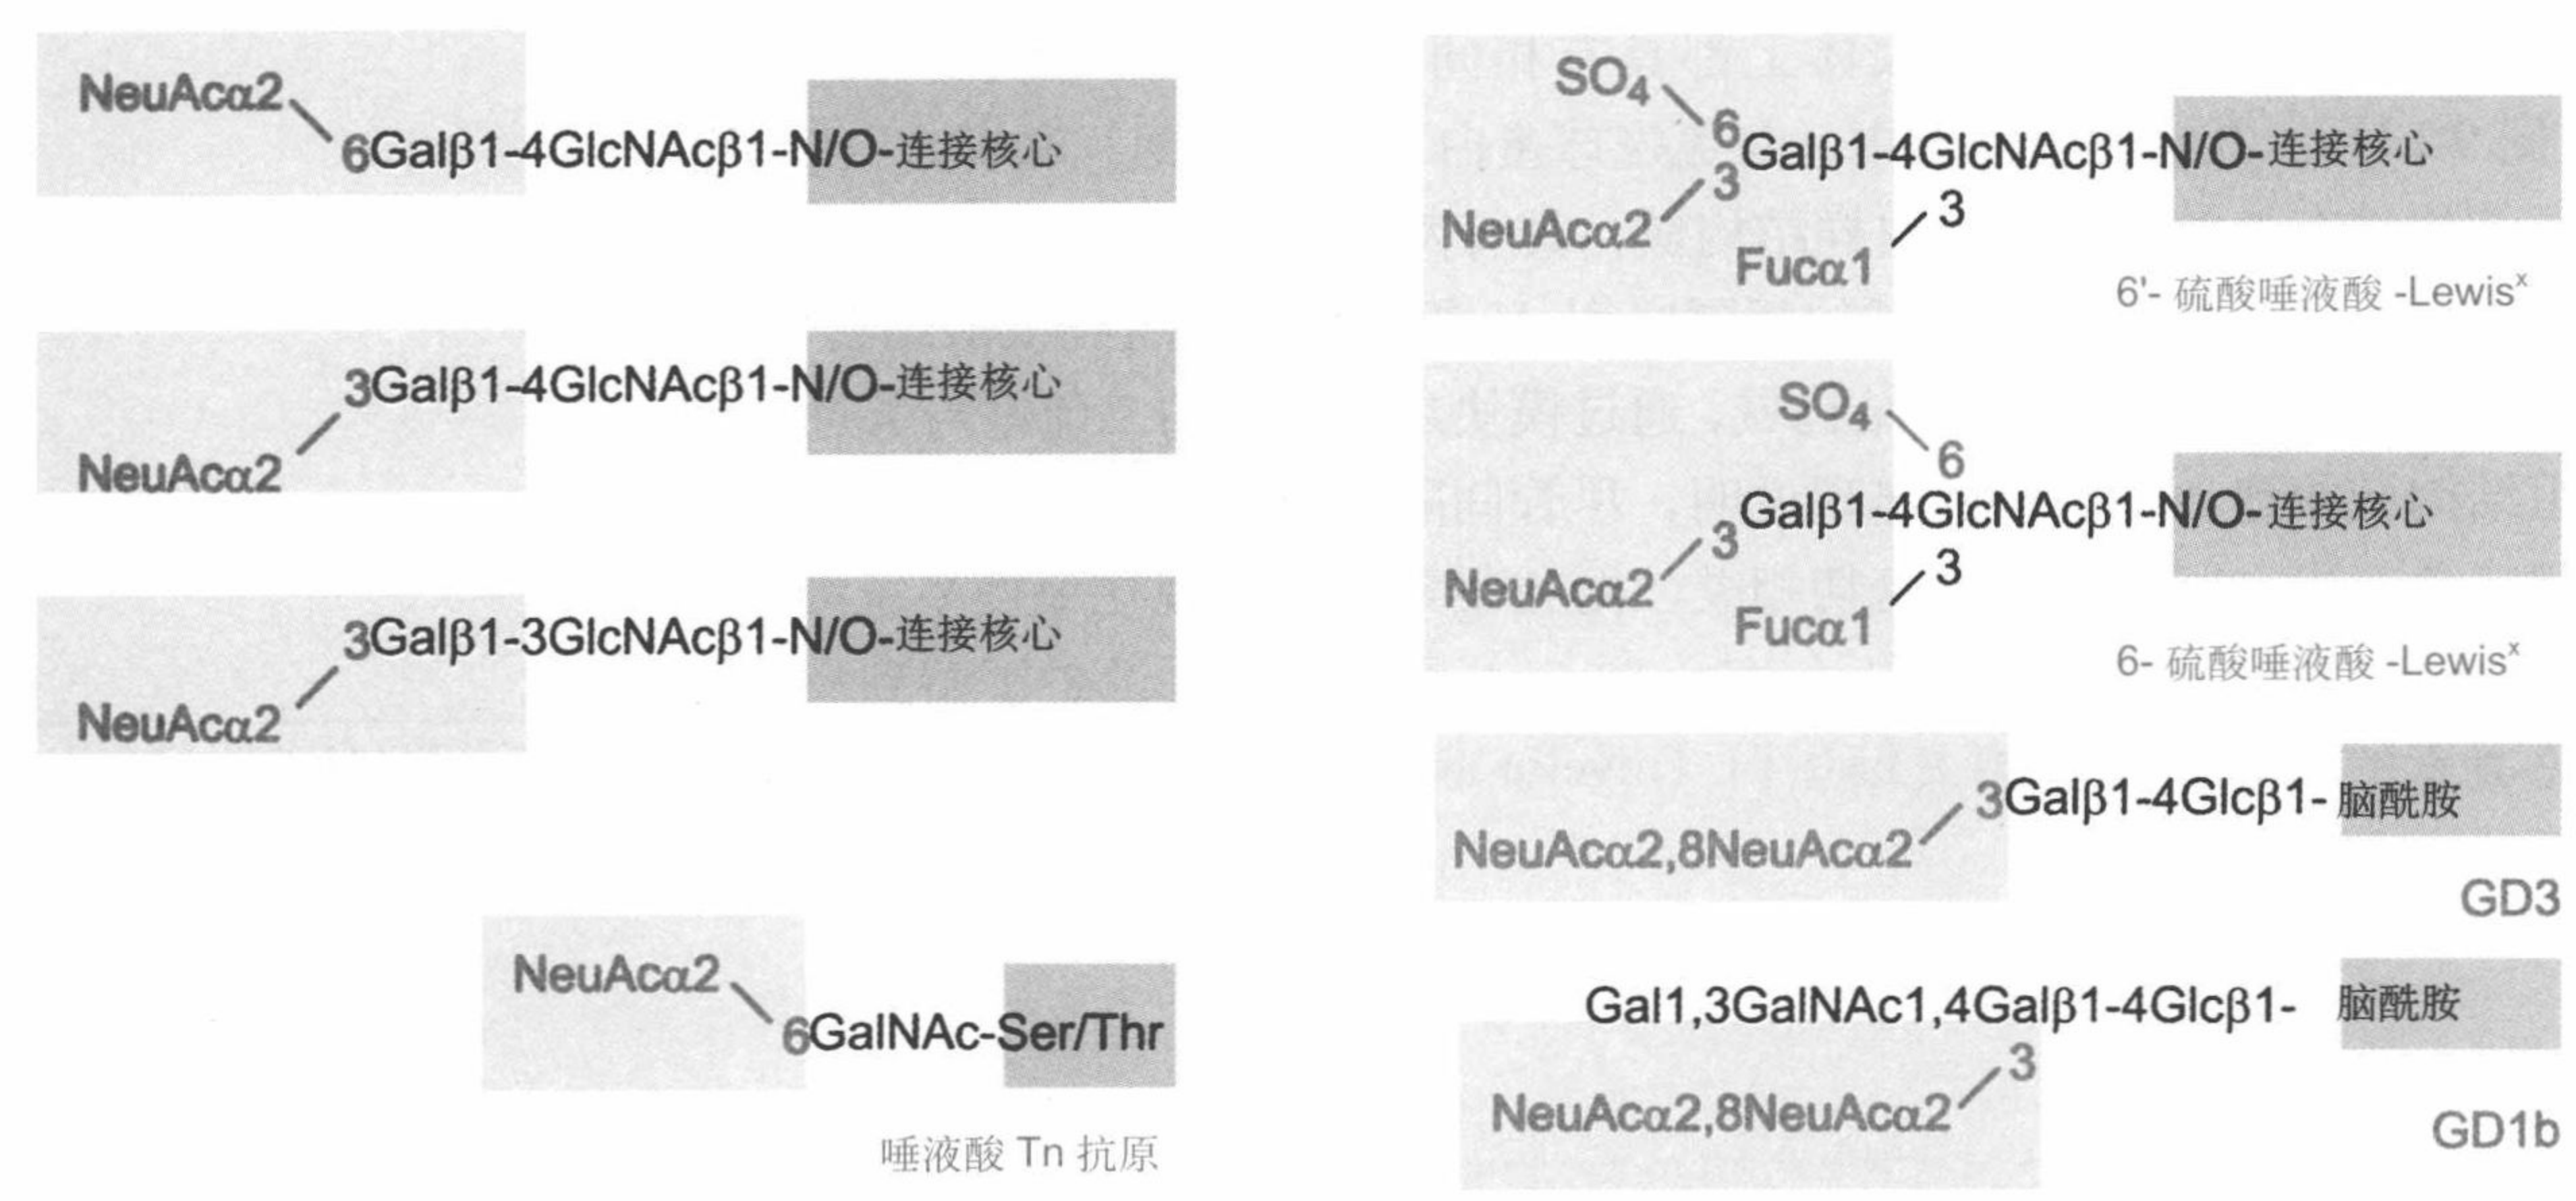 NeuAcα2
6Galβ1-4GlcNAcβ1-N/O-连接核心
3Galβ1-4GlcNAcβ1-N/O-连接核心
NeuAcα2
3Galβ1-3GlcNAcβ1-N/O-连接核心
NeuAcα2
NeuAcα2
6GalNAc-Ser/Thr
唾液酸 Tn 抗原
SO₄
6
Galβ1-4GlcNAcβ1-N/O-连接核心
3
3
NeuAcα2
Fucα1
6'- 硫酸唾液酸 -Lewisˣ
SO₄
6
Galβ1-4GlcNAcβ1-N/O-连接核心
3
3
NeuAcα2
Fucα1
6- 硫酸唾液酸 -Lewisˣ
3Galβ1-4Glcβ1- 脑酰胺
NeuAcα2,8NeuAcα2
GD3
Gal1,3GalNAc1,4Galβ1-4Glcβ1- 脑酰胺
3
NeuAcα2,8NeuAcα2
GD1b